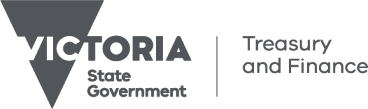 VICTORIA
State
Government
Treasury
and Finance